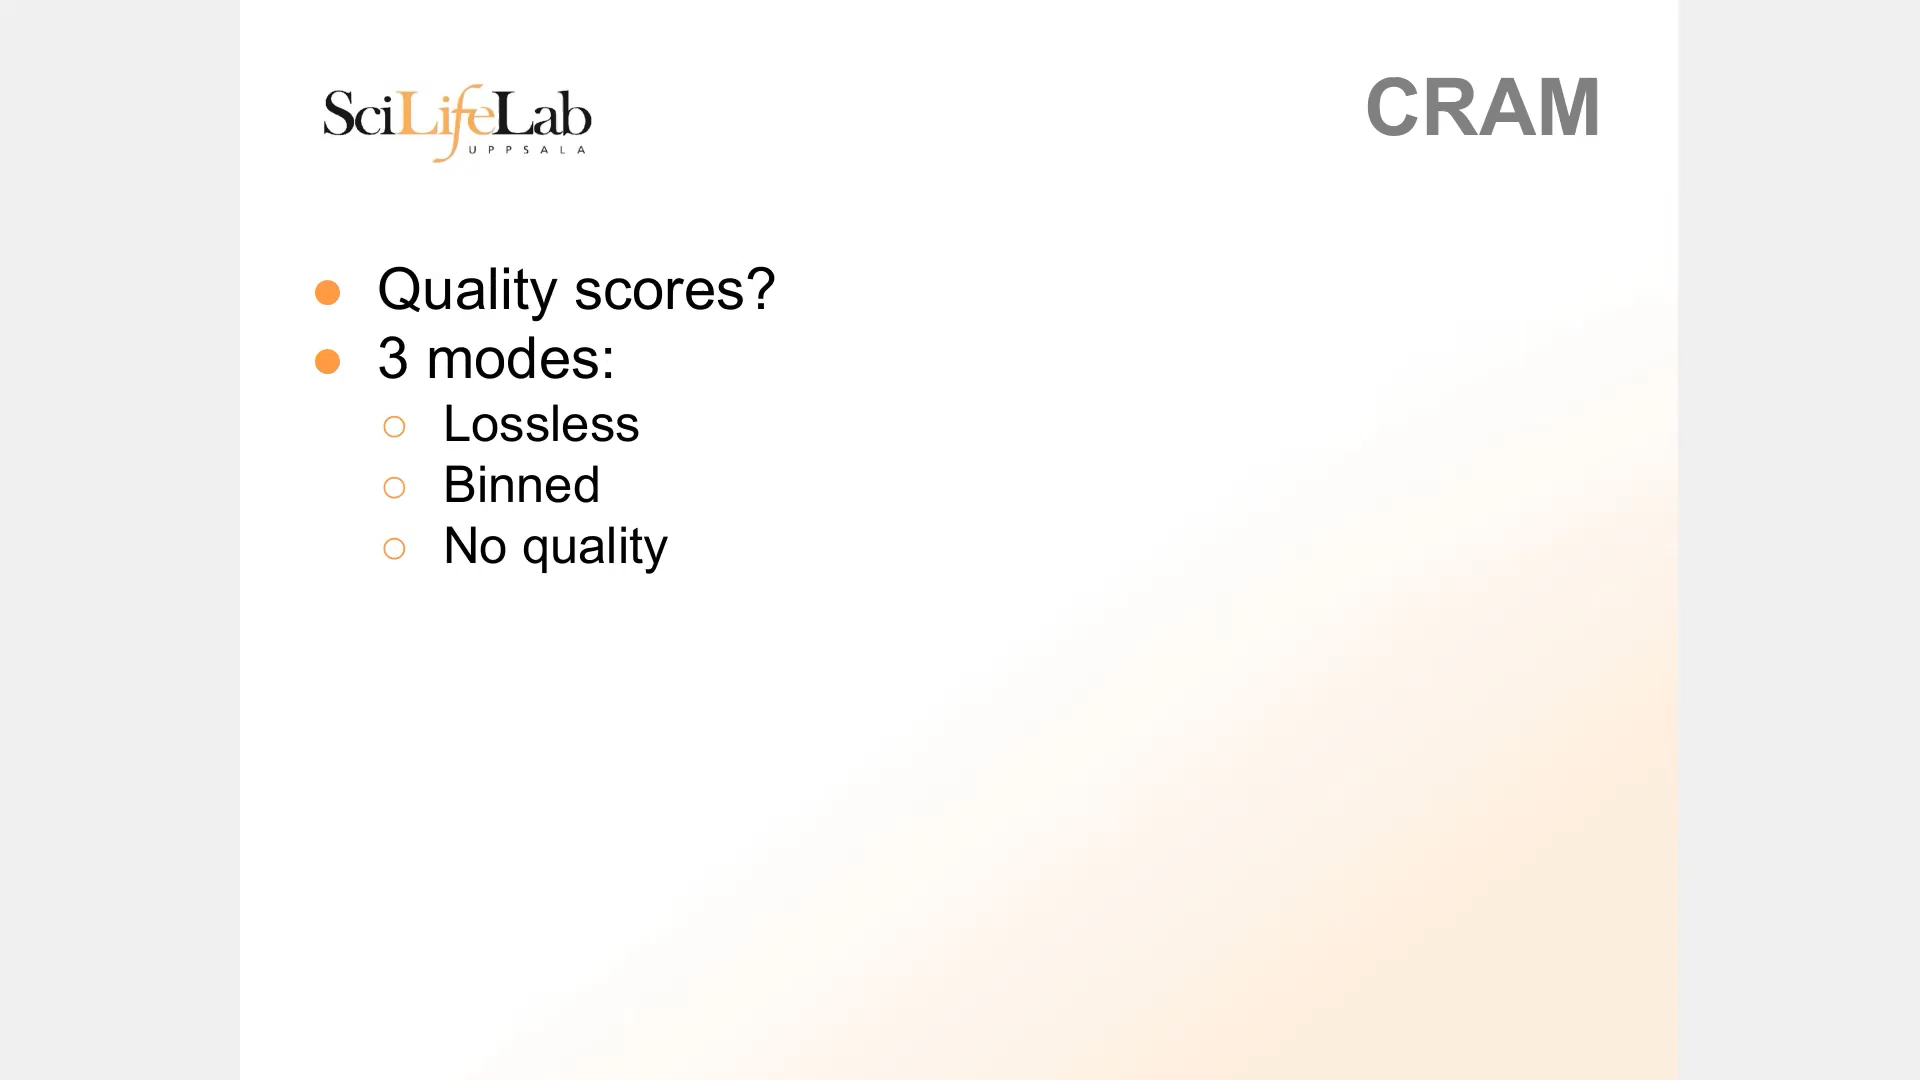 SciLifeLab
UPPSALA
CRAM
Quality scores?
3 modes:
Lossless
Binned
No quality